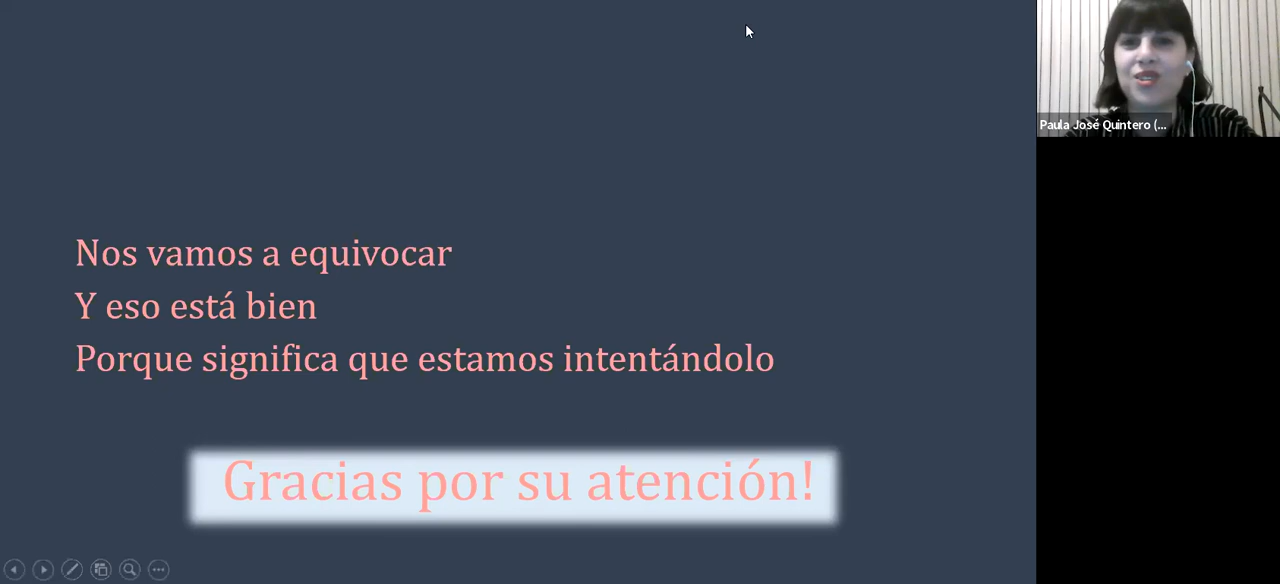 Nos vamos a equivocar
Y eso está bien
Porque significa que estamos intentándolo
Gracias por su atención!
Paula José Quintero (...